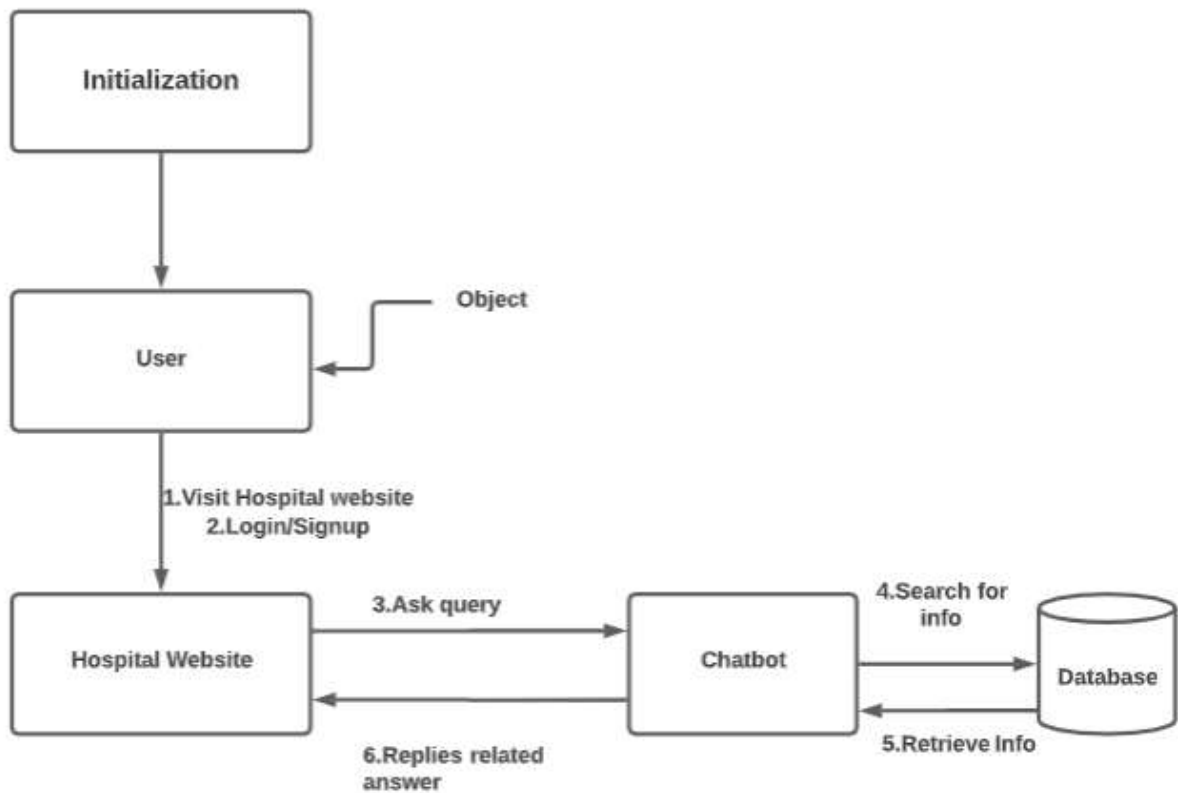 Initialization
Object
User
1.Visit Hospital website
2.Login/Signup
3.Ask query
4.Search for
info
Hospital Website
Chatbot
Database
5.Retrieve Info
6.Replies related
answer